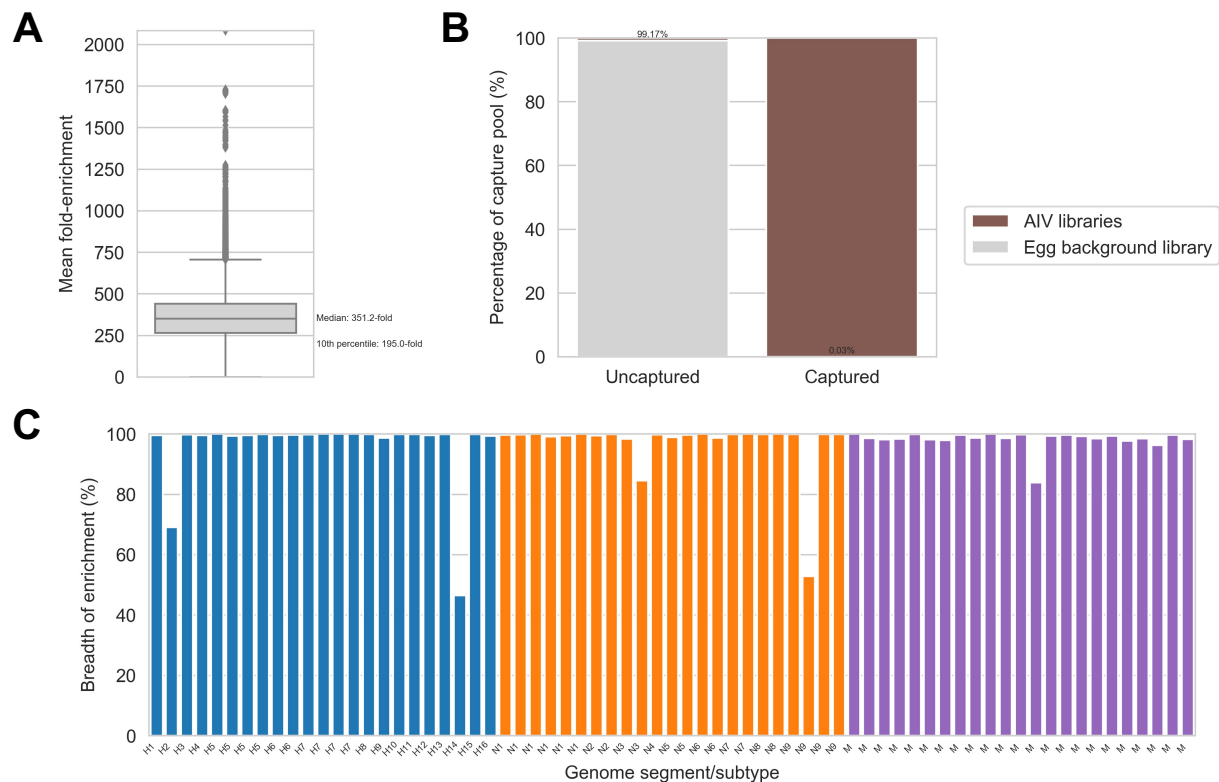 A
2000
1750
1500
1250
1000
750
500
250
0
Mean fold-enrichment
Median: 351.2-fold
10th percentile: 195.0-fold
B
100
80
60
40
20
0
Percentage of capture pool (%)
99.17%
0.03%
Uncaptured Captured
AIV libraries
Egg background library
C
100
80
60
40
20
0
Breadth of enrichment (%)
H1 H2 H3 H4 H5 H5 H5 H5 H6 H6 H7 H7 H7 H7 H8 H9 H10 H11 H12 H13 H14 H15 H16 N1 N1 N1 N1 N1 N1 N2 N2 N3 N3 N4 N5 N5 N6 N6 N7 N7 N8 N8 N9 N9 N9 N9 M M M M M M M M M M M M M M M M M M M M M M M
Genome segment/subtype